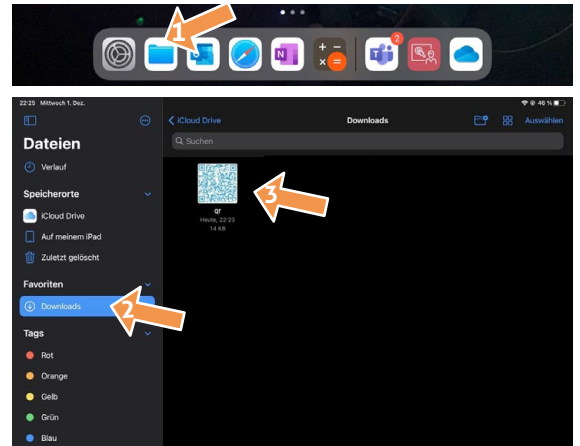 1
2
22:25 Mittwoch 1. Dez.
46 %
iCloud Drive
Downloads
Auswählen
Dateien
Suchen
Verlauf
Speicherorte
iCloud Drive
Auf meinem iPad
Zuletzt gelöscht
Favoriten
Downloads
2
Tags
Rot
Orange
Gelb
Grün
Blau
3
qr
Heute, 22:23
14 KB